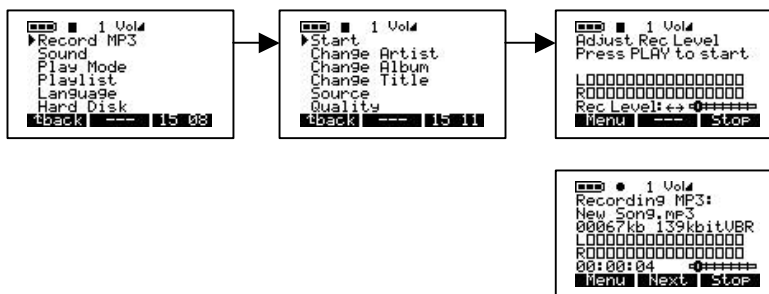 1 Vol
Record MP3
Sound
Play Mode
Playlist
Language
Hard Disk
back --- 15 08
1 Vol
Start
Change Artist
Change Album
Change Title
Source
Quality
back --- 15 11
1 Vol
Adjust Rec Level
Press PLAY to start
L
R
Rec Level:↔
Menu --- Stop
1 Vol
Recording MP3:
New Song.mp3
00067kb 139kbitVBR
L
R
00:00:04
Menu Next Stop